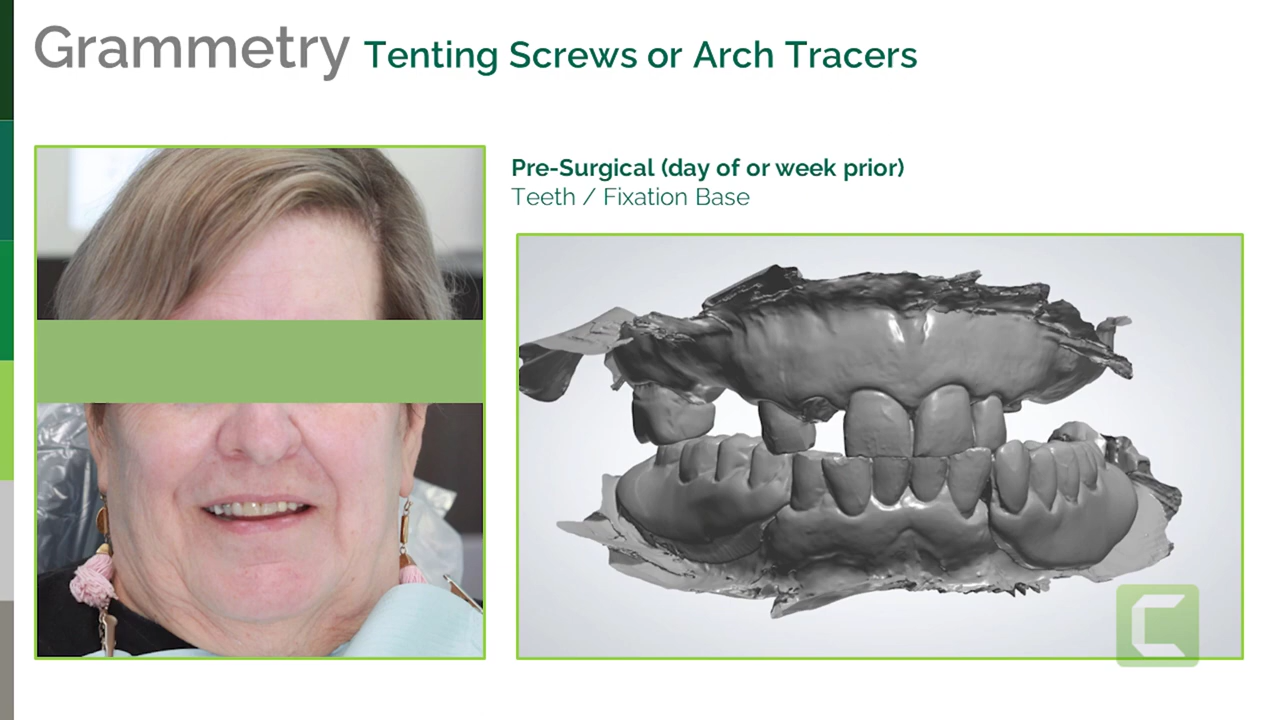 Grammetry Tenting Screws or Arch Tracers
Pre-Surgical (day of or week prior)
Teeth / Fixation Base